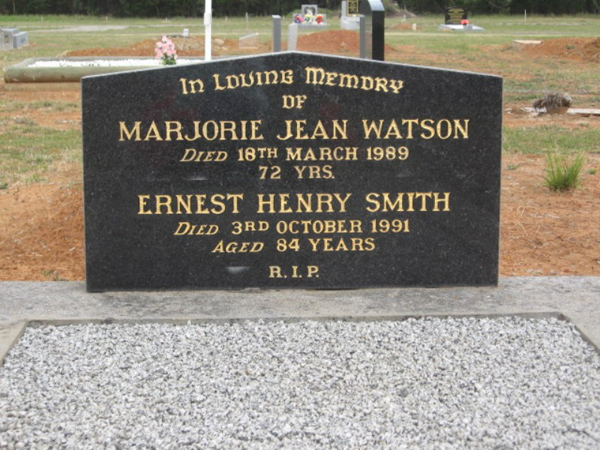 In Loving Memory
OF
MARJORIE JEAN WATSON
DIED 18TH MARCH 1989
72 YRS.
ERNEST HENRY SMITH
DIED 3RD OCTOBER 1991
AGED 84 YEARS
R.I.P.